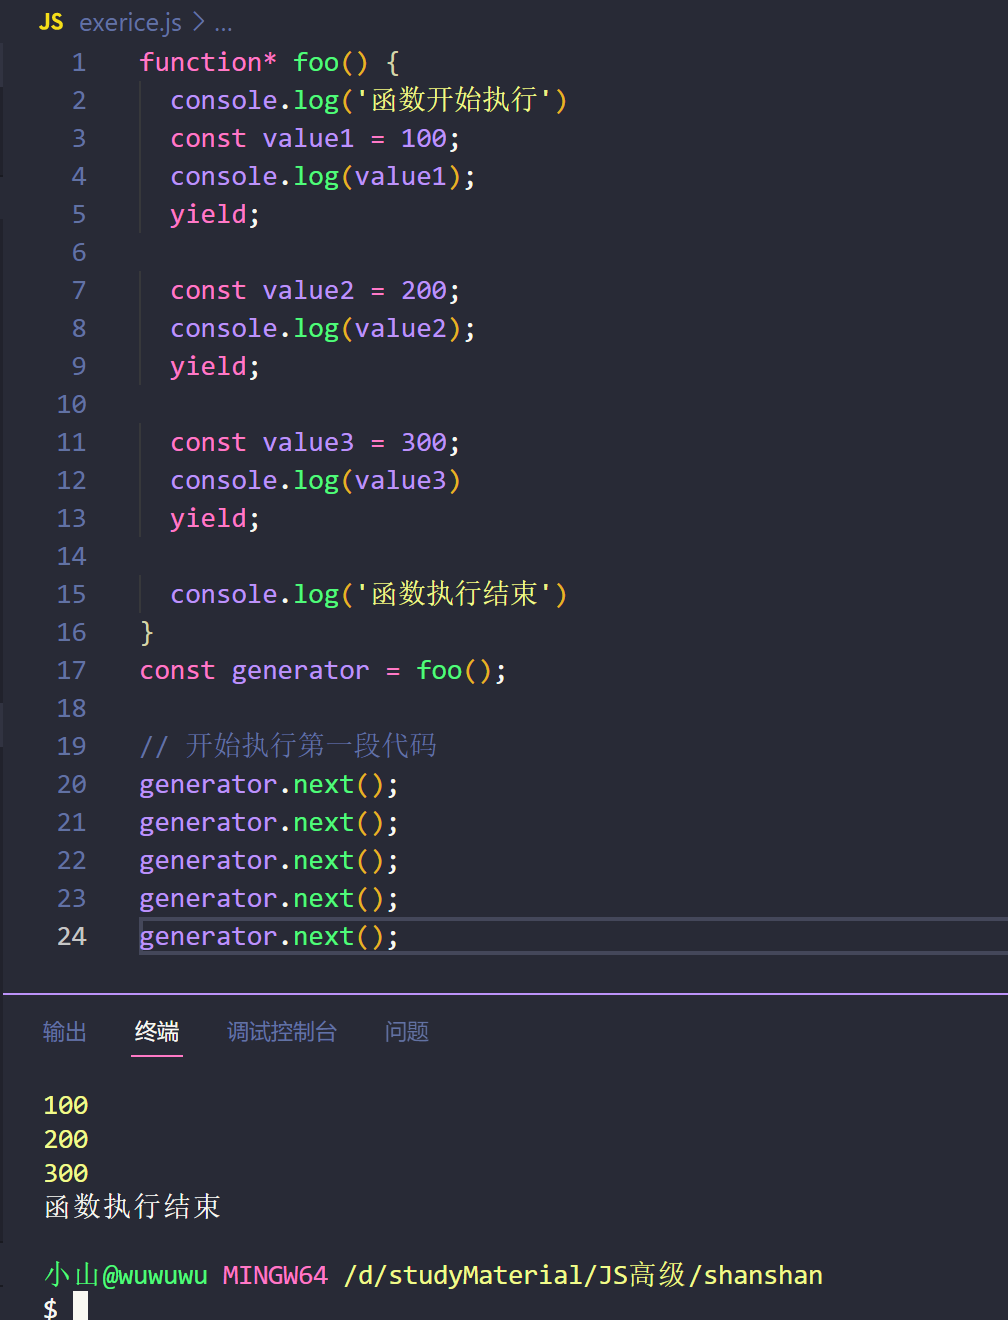 JS exerice.js > ...
1 function* foo() {
2 console.log('函数开始执行')
3 const value1 = 100;
4 console.log(value1);
5 yield;
6
7 const value2 = 200;
8 console.log(value2);
9 yield;
10
11 const value3 = 300;
12 console.log(value3)
13 yield;
14
15 console.log('函数执行结束')
16 }
17 const generator = foo();
18
19 // 开始执行第一段代码
20 generator.next();
21 generator.next();
22 generator.next();
23 generator.next();
24 generator.next();
输出 终端 调试控制台 问题
100
200
300
函数执行结束
小山@wuwuwu MINGW64 /d/studyMaterial/JS高级/shanshan
$